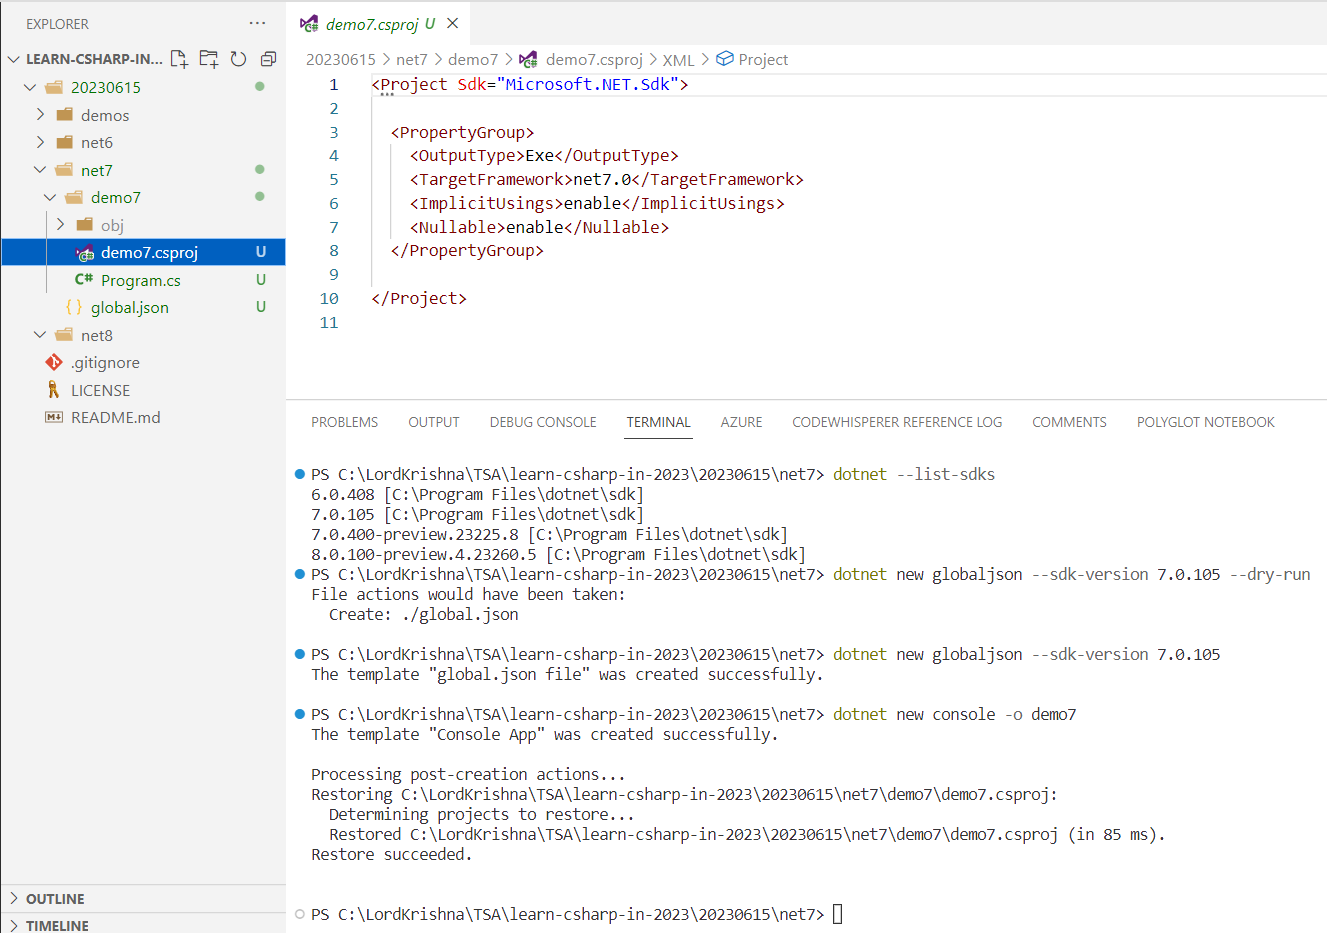 EXPLORER
LEARN-CSHARP-IN...
20230615
demos
net6
net7
demo7
obj
demo7.csproj U
C# Program.cs U
{} global.json U
net8
.gitignore
LICENSE
README.md
OUTLINE
TIMELINE
demo7.csproj U
20230615 > net7 > demo7 > demo7.csproj > XML > Project
1 <Project Sdk="Microsoft.NET.Sdk">
2
3 <PropertyGroup>
4 <OutputType>Exe</OutputType>
5 <TargetFramework>net7.0</TargetFramework>
6 <ImplicitUsings>enable</ImplicitUsings>
7 <Nullable>enable</Nullable>
8 </PropertyGroup>
9
10 </Project>
11
PROBLEMS OUTPUT DEBUG CONSOLE TERMINAL AZURE CODEWHISPERER REFERENCE LOG COMMENTS POLYGLOT NOTEBOOK
PS C:\LordKrishna\TSA\learn-csharp-in-2023\20230615\net7> dotnet --list-sdks
6.0.408 [C:\Program Files\dotnet\sdk]
7.0.105 [C:\Program Files\dotnet\sdk]
7.0.400-preview.23225.8 [C:\Program Files\dotnet\sdk]
8.0.100-preview.4.23260.5 [C:\Program Files\dotnet\sdk]
PS C:\LordKrishna\TSA\learn-csharp-in-2023\20230615\net7> dotnet new globaljson --sdk-version 7.0.105 --dry-run
File actions would have been taken:
Create: ./global.json
PS C:\LordKrishna\TSA\learn-csharp-in-2023\20230615\net7> dotnet new globaljson --sdk-version 7.0.105
The template "global.json file" was created successfully.
PS C:\LordKrishna\TSA\learn-csharp-in-2023\20230615\net7> dotnet new console -o demo7
The template "Console App" was created successfully.
Processing post-creation actions...
Restoring C:\LordKrishna\TSA\learn-csharp-in-2023\20230615\net7\demo7\demo7.csproj:
Determining projects to restore...
Restored C:\LordKrishna\TSA\learn-csharp-in-2023\20230615\net7\demo7\demo7.csproj (in 85 ms).
Restore succeeded.
PS C:\LordKrishna\TSA\learn-csharp-in-2023\20230615\net7>